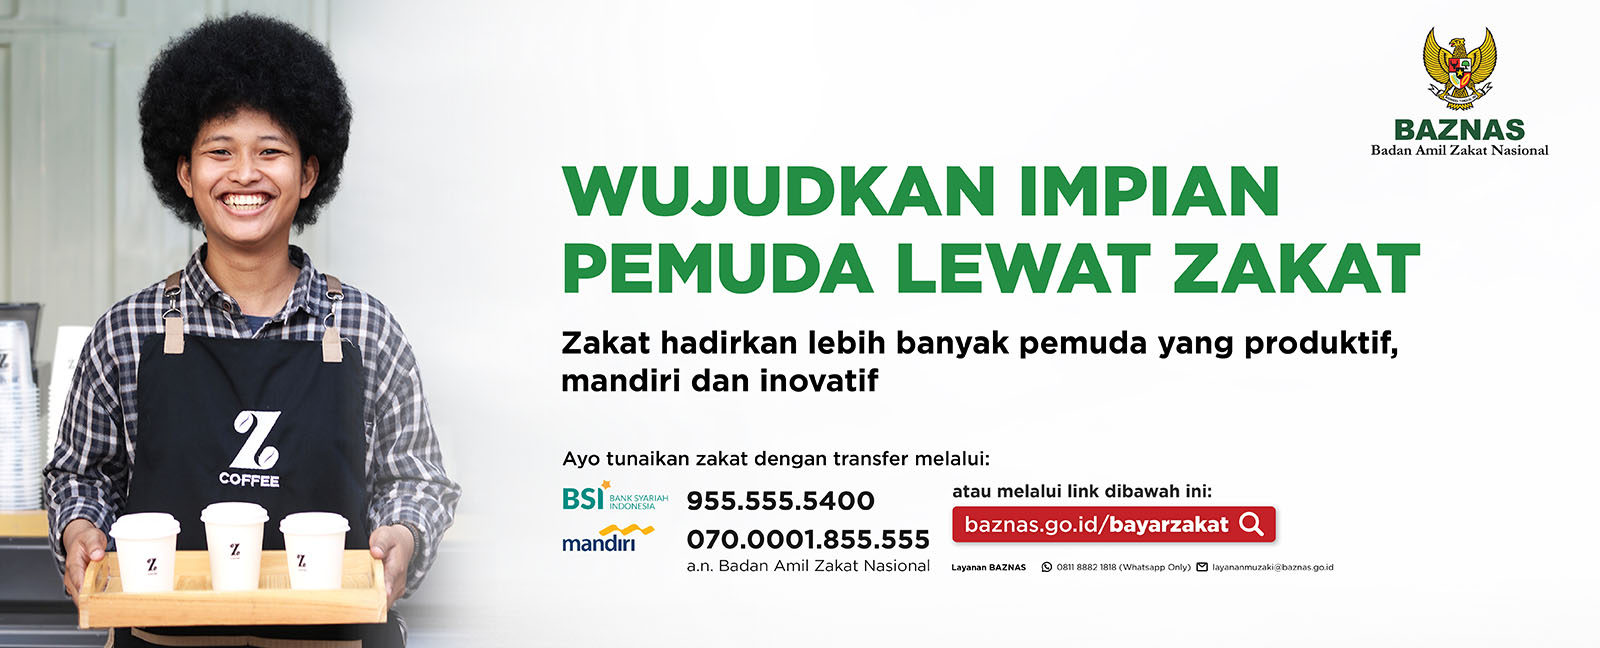 BAZNAS
Badan Amil Zakat Nasional
WUJUDKAN IMPIAN
PEMUDA LEWAT ZAKAT
Zakat hadirkan lebih banyak pemuda yang produktif,
mandiri dan inovatif
Ayo tunaikan zakat dengan transfer melalui:
BSI BANK SYARIAH
INDONESIA
955.555.5400
mandiri
070.0001.855.555
a.n. Badan Amil Zakat Nasional
atau melalui link dibawah ini:
baznas.go.id/bayarzakat
Layanan BAZNAS 0811 8882 1818 (Whatsapp Only) layananmuzaki@baznas.go.id
Z
COFFEE
Z
COFFEE
Z
COFFEE
Z
COFFEE